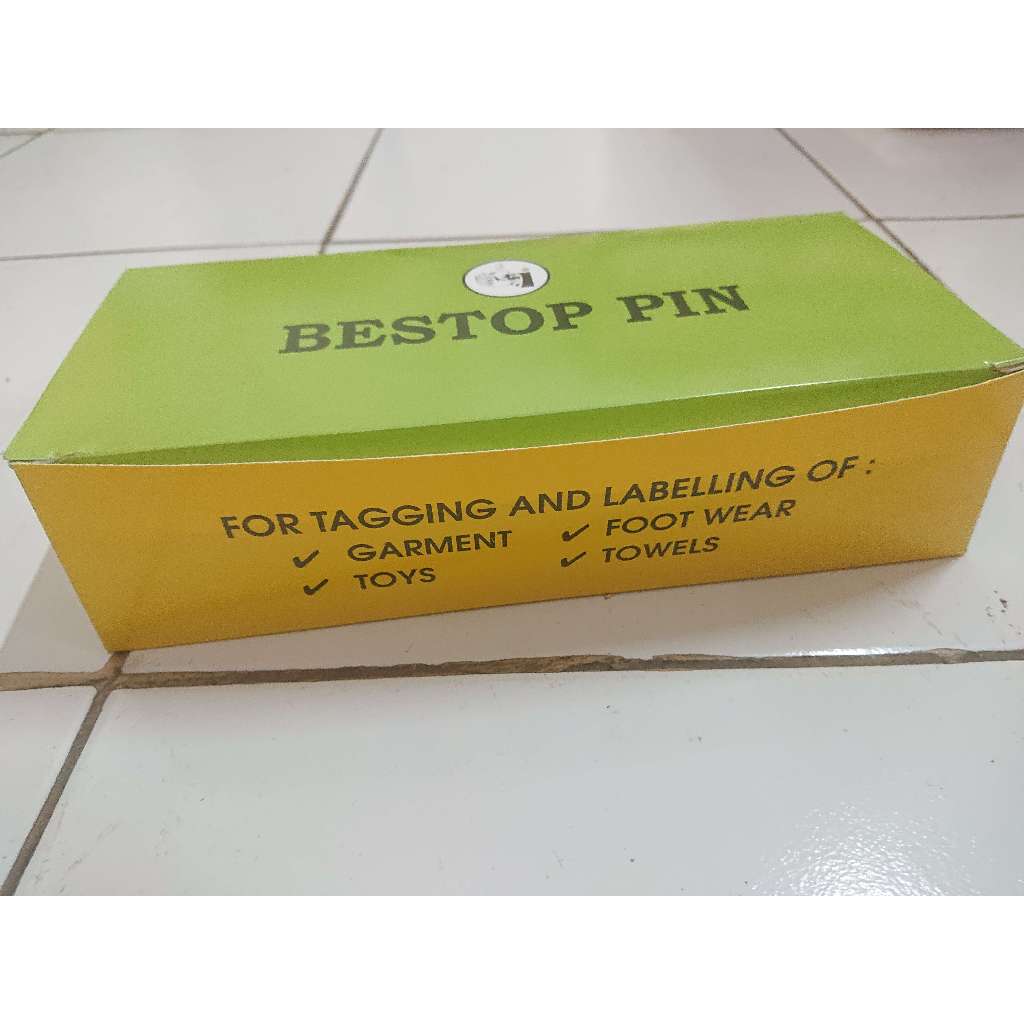 BESTOP PIN
FOR TAGGING AND LABELLING OF :
✓ GARMENT ✓ FOOT WEAR
✓ TOYS ✓ TOWELS